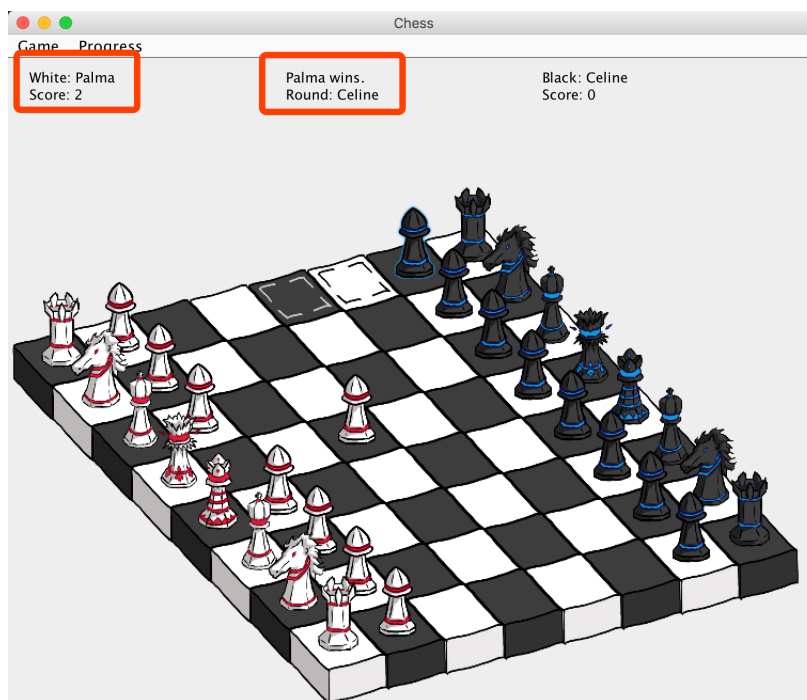 Chess
Game Progress
White: Palma
Score: 2
Palma wins.
Round: Celine
Black: Celine
Score: 0